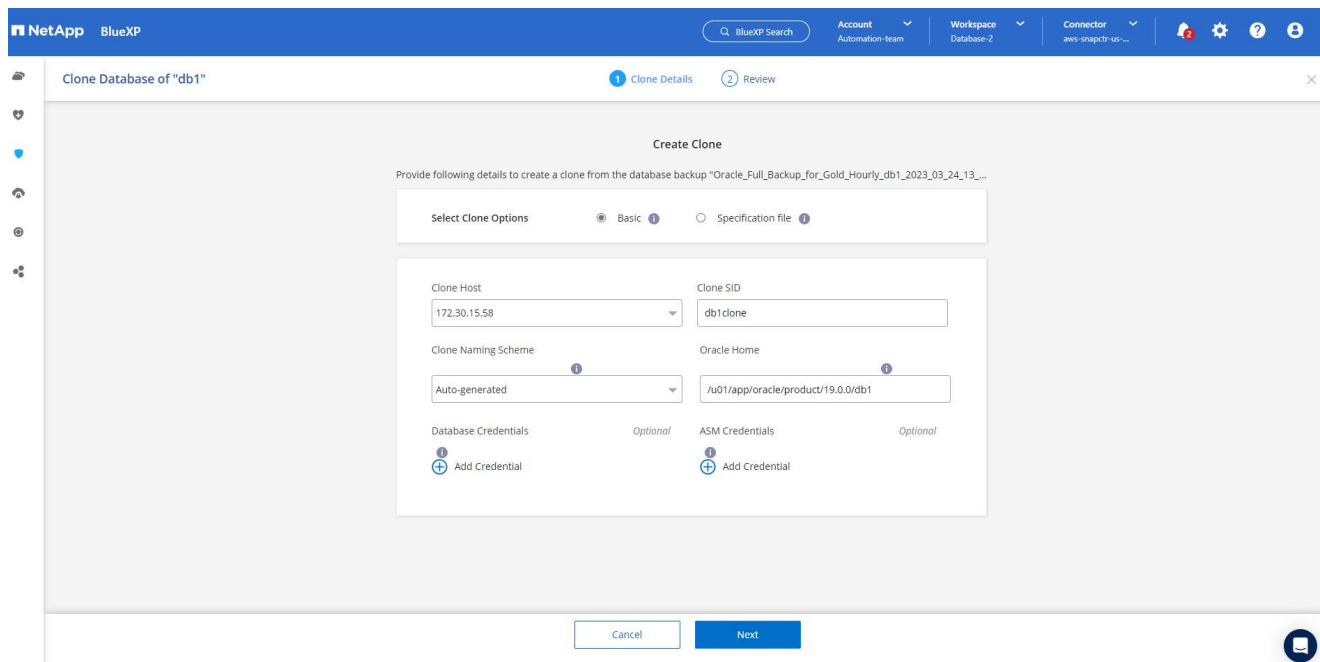 NetApp BlueXP BlueXP Search Account Workspace Connector
Automation-team Database-2 aws-snapctr-us-... 2
Clone Database of "db1" 1 Clone Details 2 Review
Create Clone
Provide following details to create a clone from the database backup "Oracle_Full_Backup_for_Gold_Hourly_db1_2023_03_24_13_...
Select Clone Options Basic Specification file
Clone Host Clone SID
172.30.15.58 db1clone
Clone Naming Scheme Oracle Home
Auto-generated /u01/app/oracle/product/19.0.0/db1
Database Credentials Optional ASM Credentials Optional
Add Credential Add Credential
Cancel Next